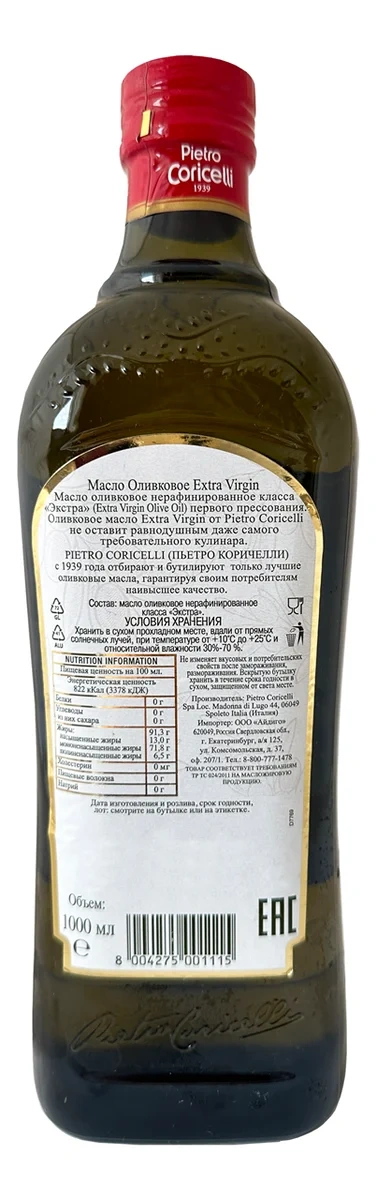 Pietro
Coricelli
1939
Масло Оливковое Extra Virgin
Масло оливковое нерафинированное класса
«Экстра» (Extra Virgin Olive Oil) первого прессования.
Оливковое масло Extra Virgin от Pietro Coricelli
не оставит равнодушным даже самого
требовательного кулинара.
PIETRO CORICELLI (ПЬЕТРО КОРИЧЕЛЛИ)
с 1939 года отбирают и бутилируют только лучшие
оливковые масла, гарантируя своим потребителям
наивысшее качество.
Состав: масло оливковое нерафинированное
класса «Экстра».
УСЛОВИЯ ХРАНЕНИЯ
Хранить в сухом прохладном месте, вдали от прямых
солнечных лучей, при температуре от +10°С до +25°С и
относительной влажности 30%-70 %.
GL
ALU
NUTRITION INFORMATION
Пищевая ценность на 100 мл.
Энергетическая ценность
822 кКал (3378 кДЖ)
Белки 0 г
Углеводы 0 г
из них сахара 0 г
Жиры: 91,3 г
насыщенные жиры 13,0 г
мононенасыщенные жиры 71,8 г
полиненасыщенные жиры 6,5 г
Холестерин 0 мг
Пищевые волокна 0 г
Натрий 0 г
Не изменяет вкусовых и потребительских
свойств после замораживания,
размораживания. Вскрытую бутылку
хранить в течение срока годности в
сухом, защищенном от света месте.
Производитель: Pietro Coricelli
Spa Loc. Madonna di Lugo 44, 06049
Spoleto Italia (Италия)
Импортер: ООО «Айдиго»
620049, Россия Свердловская обл.,
г. Екатеринбург, а/я 125,
ул. Комсомольская, д. 37,
оф. 207/1. Тел.: 8-800-777-1478
ТОВАР СООТВЕТСТВУЕТ ТРЕБОВАНИЯМ
ТР ТС 024/2011 НА МАСЛОЖИРОВУЮ
ПРОДУКЦИЮ.
Дата изготовления и розлива, срок годности,
лот: смотрите на бутылке или на этикетке.
D7769
Объем:
1000 мл
℮
EAC
8 004275 001115
Pietro Coricelli